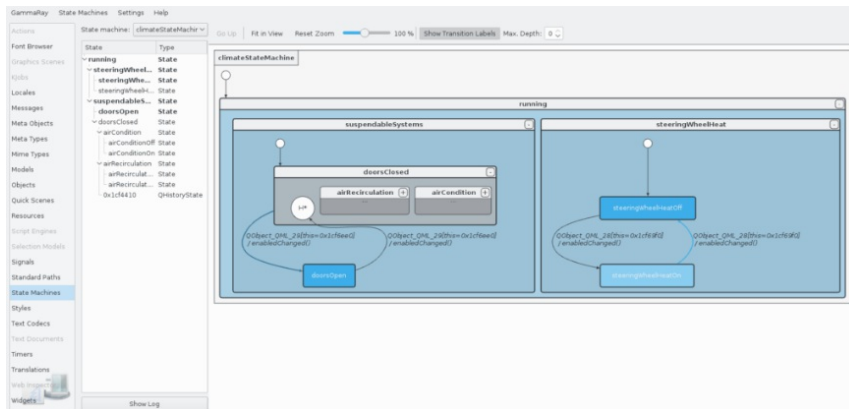 GammaRay State Machines Settings Help
Actions
Font Browser
Graphics Scenes
KJobs
Locales
Messages
Meta Objects
Meta Types
Mime Types
Models
Objects
Quick Scenes
Resources
Script Engines
Selection Models
Signals
Standard Paths
State Machines
Styles
Text Codecs
Text Documents
Timers
Translations
Widgets
State machine: climateStateMachin
State Type
running State
steeringWheel... State
steeringWhe... State
steeringWheelH... State
suspendableS... State
doorsOpen State
doorsClosed State
airCondition State
airConditionOff State
airConditionOn State
airRecirculation State
airRecirculat... State
airRecirculat... State
0x1cf4410 QHistoryState
Show Log
Go Up Fit in View Reset Zoom 100 % Show Transition Labels Max. Depth: 0
climateStateMachine
running
suspendableSystems
doorsClosed
airRecirculation
airCondition
H*
QObject_QML_29[this=0x1cf6ee0]
/ enabledChanged()
QObject_QML_29[this=0x1cf6ee0]
/ enabledChanged()
doorsOpen
steeringWheelHeat
steeringWheelHeatOff
QObject_QML_28[this=0x1cf69f0]
/ enabledChanged()
QObject_QML_28[this=0x1cf69f0]
/ enabledChanged()
steeringWheelHeatOn